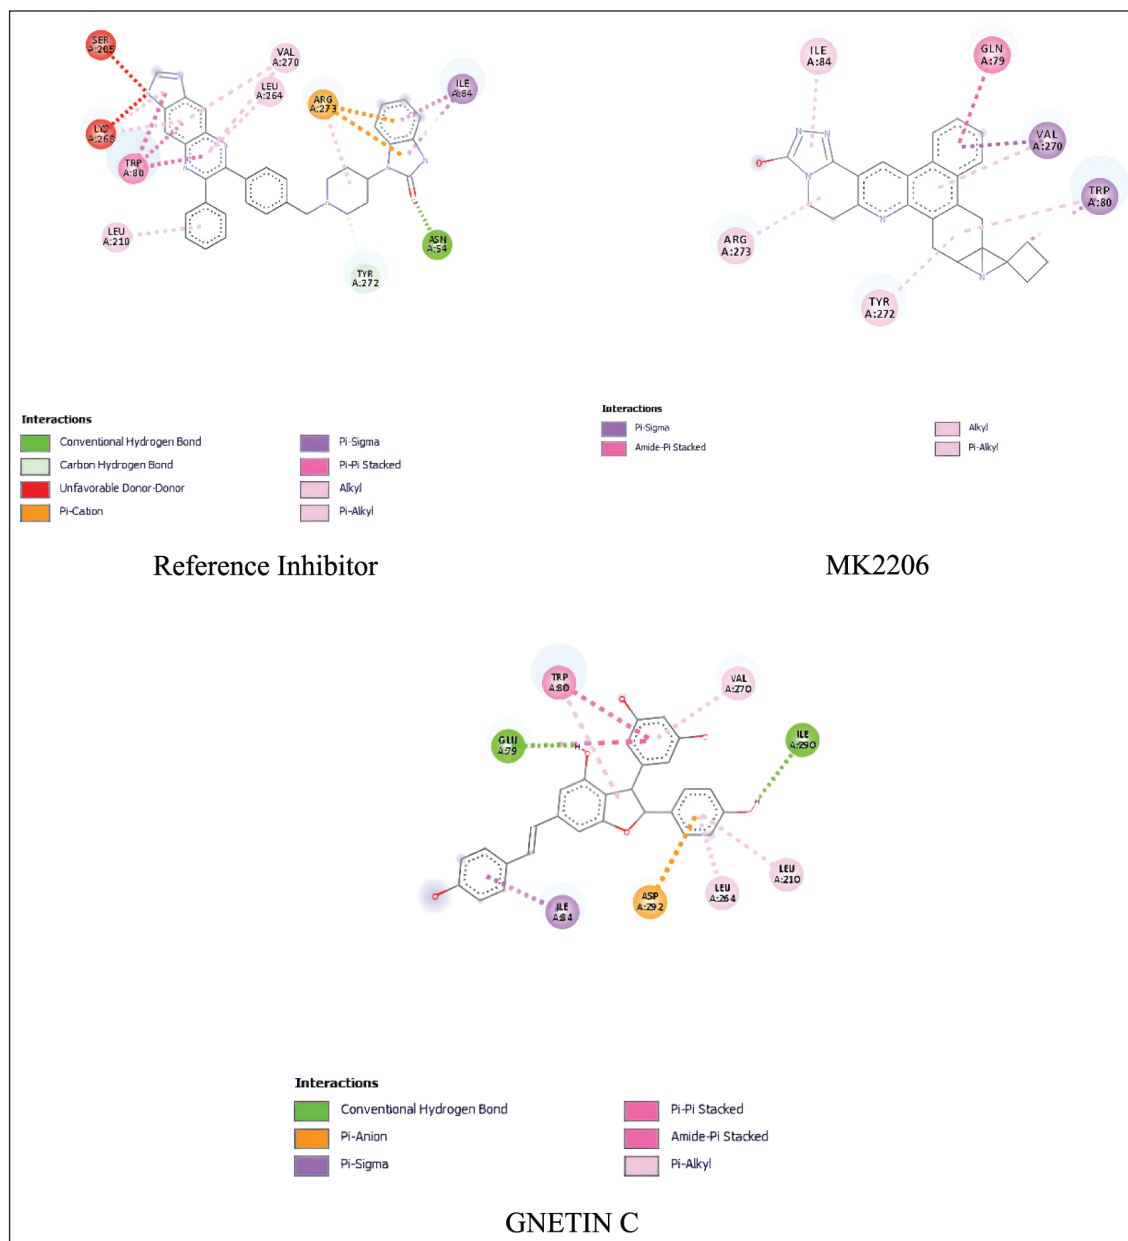 SER
A:205
VAL
A:270
LEU
A:264
ARG
A:273
ILE
A:84
LYS
A:268
TRP
A:80
LEU
A:210
ASN
A:54
TYR
A:272
Interactions
Conventional Hydrogen Bond
Carbon Hydrogen Bond
Unfavorable Donor-Donor
Pi-Cation
Pi-Sigma
Pi-Pi Stacked
Alkyl
Pi-Alkyl
Reference Inhibitor
ILE
A:84
GLN
A:79
VAL
A:270
TRP
A:80
ARG
A:273
TYR
A:272
N
N
N
O
N
N
Interactions
Pi-Sigma
Amide-Pi Stacked
Alkyl
Pi-Alkyl
MK2206
TRP
A:80
VAL
A:270
A:79
ILE
A:290
H
O
H
O
LEU
A:210
LEU
A:264
ASP
A:292
ILE
A:84
Interactions
Conventional Hydrogen Bond
Pi-Anion
Pi-Sigma
Pi-Pi Stacked
Amide-Pi Stacked
Pi-Alkyl
GNETIN C